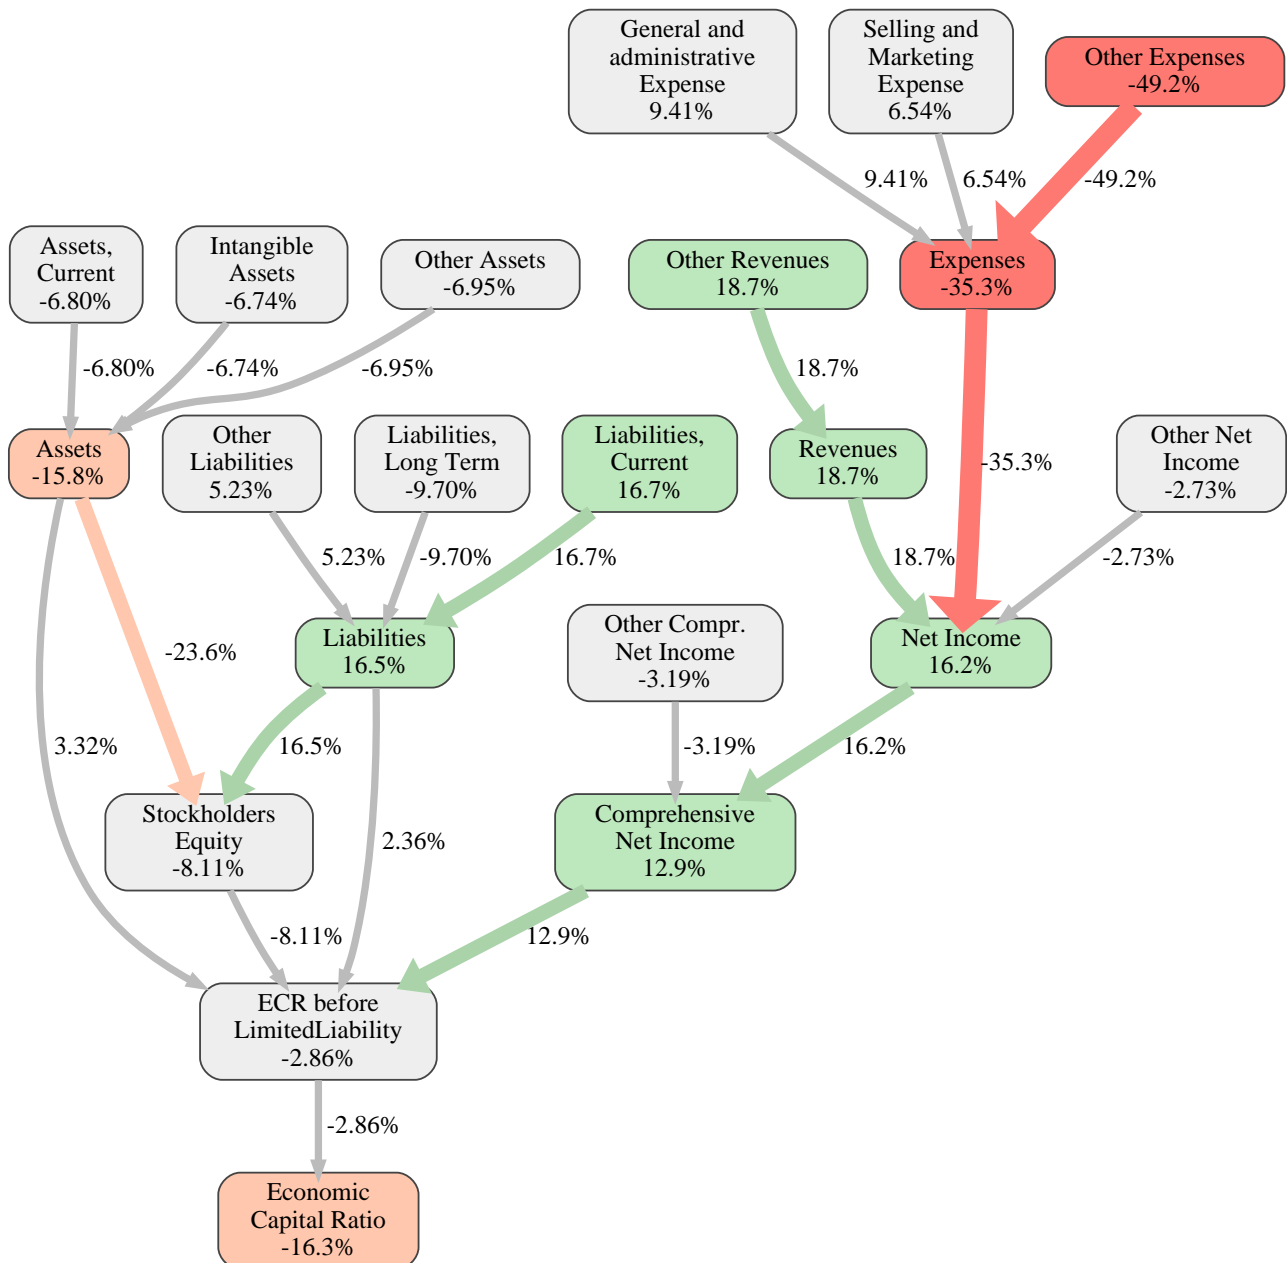 General and
administrative
Expense
9.41%
Selling and
Marketing
Expense
6.54%
Other Expenses
-49.2%
9.41%
6.54%
-49.2%
Assets,
Current
-6.80%
Intangible
Assets
-6.74%
Other Assets
-6.95%
Other Revenues
18.7%
Expenses
-35.3%
-6.80%
-6.74%
-6.95%
18.7%
Assets
-15.8%
Other
Liabilities
5.23%
Liabilities,
Long Term
-9.70%
Liabilities,
Current
16.7%
Revenues
18.7%
-35.3%
Other Net
Income
-2.73%
5.23%
-9.70%
16.7%
18.7%
-2.73%
-23.6%
Liabilities
16.5%
Other Compr.
Net Income
-3.19%
Net Income
16.2%
3.32%
16.5%
-3.19%
16.2%
Stockholders
Equity
-8.11%
2.36%
Comprehensive
Net Income
12.9%
-8.11%
12.9%
ECR before
LimitedLiability
-2.86%
-2.86%
Economic
Capital Ratio
-16.3%